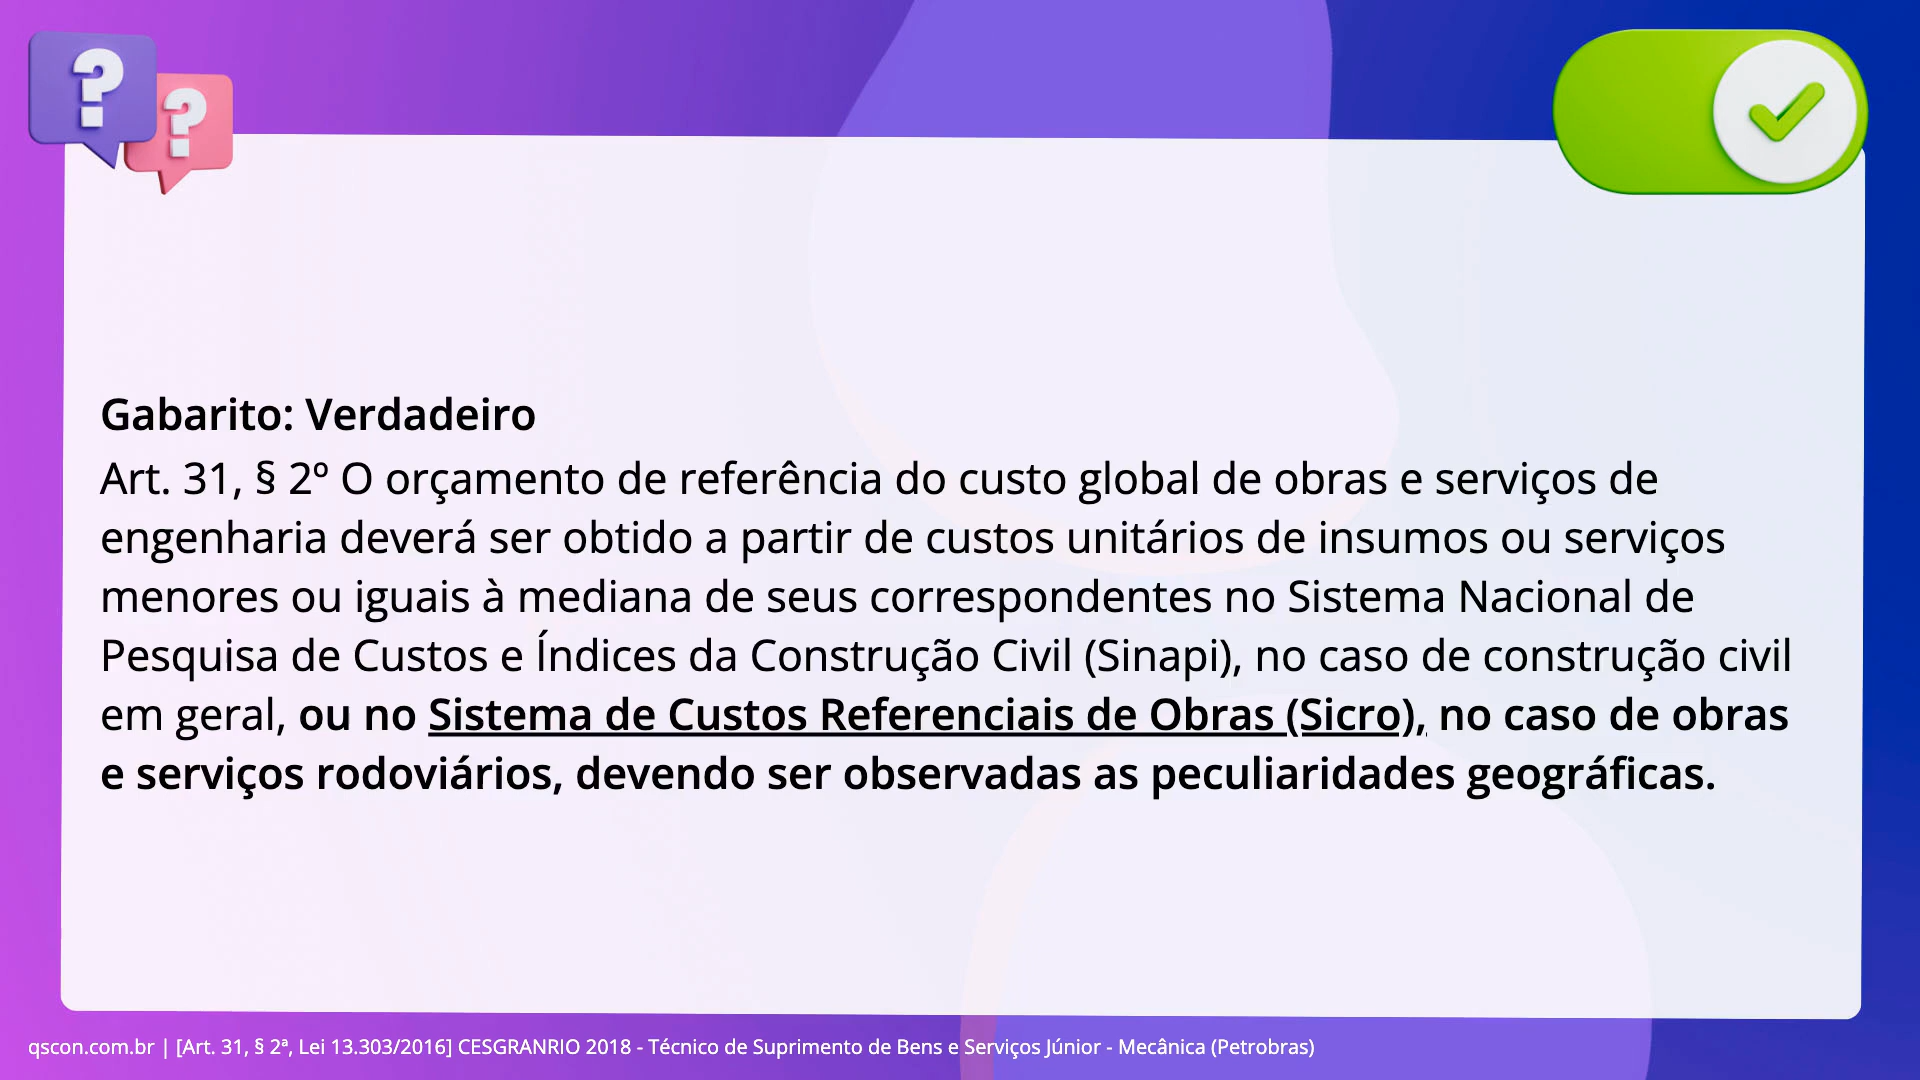 Gabarito: Verdadeiro
Art. 31, § 2º O orçamento de referência do custo global de obras e serviços de
engenharia deverá ser obtido a partir de custos unitários de insumos ou serviços
menores ou iguais à mediana de seus correspondentes no Sistema Nacional de
Pesquisa de Custos e Índices da Construção Civil (Sinapi), no caso de construção civil
em geral, ou no Sistema de Custos Referenciais de Obras (Sicro), no caso de obras
e serviços rodoviários, devendo ser observadas as peculiaridades geográficas.
qscon.com.br | [Art. 31, § 2ª, Lei 13.303/2016] CESGRANRIO 2018 - Técnico de Suprimento de Bens e Serviços Júnior - Mecânica (Petrobras)